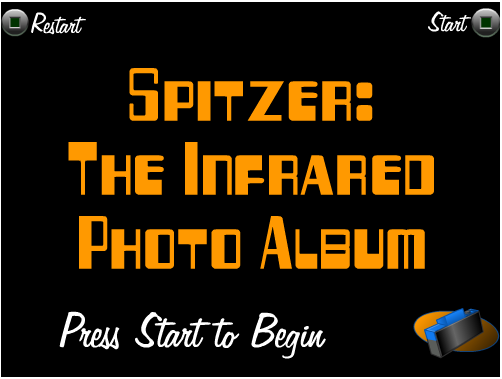 Restart
Start
Spitzer:
The Infrared
Photo Album
Press Start to Begin